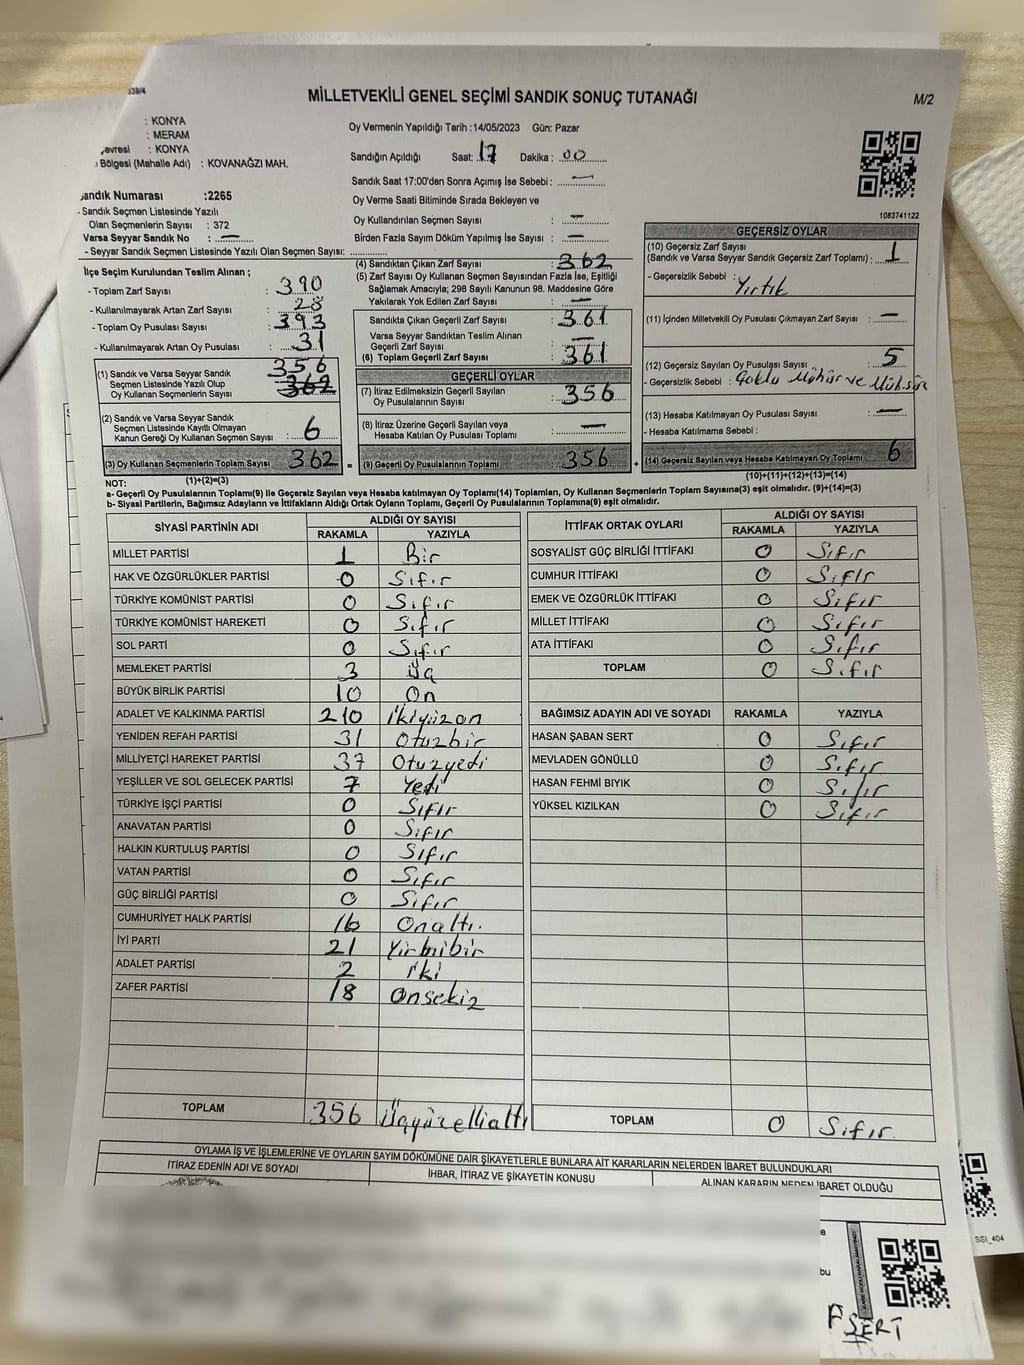 339/4
MİLLETVEKİLİ GENEL SEÇİMİ SANDIK SONUÇ TUTANAĞI
M/2
: KONYA
: MERAM
çevresi : KONYA
Bölgesi (Mahalle Adı) : KOVANAĞZI MAH.
Oy Vermenin Yapıldığı Tarih :14/05/2023 Gün: Pazar
Sandığın Açıldığı Saat: 17 Dakika : 00
Sandık Saat 17:00'den Sonra Açılmış İse Sebebi : —
Oy Verme Saati Bitiminde Sırada Bekleyen ve
Oy Kullandırılan Seçmen Sayısı : —
Birden Fazla Sayım Döküm Yapılmış İse Sayısı : —
1083741122
Sandık Numarası :2265
- Sandık Seçmen Listesinde Yazılı
Olan Seçmenlerin Sayısı : 372
Varsa Seyyar Sandık No : —
- Seyyar Sandık Seçmen Listesinde Yazılı Olan Seçmen Sayısı:
İlçe Seçim Kurulundan Teslim Alınan ;
- Toplam Zarf Sayısı : 390
- Kullanılmayarak Artan Zarf Sayısı : 28
- Toplam Oy Pusulası Sayısı : 393
- Kullanılmayarak Artan Oy Pusulası : 31
(1) Sandık ve Varsa Seyyar Sandık
Seçmen Listesinde Yazılı Olup
Oy Kullanan Seçmenlerin Sayısı : 356
(2) Sandık ve Varsa Seyyar Sandık
Seçmen Listesinde Kayıtlı Olmayan
Kanun Gereği Oy Kullanan Seçmen Sayısı : 6
(3) Oy Kullanan Seçmenlerin Toplam Sayısı 362
(1)+(2)=(3)
(4) Sandıktan Çıkan Zarf Sayısı : 362
(5) Zarf Sayısı Oy Kullanan Seçmen Sayısından Fazla İse, Eşitliği
Sağlamak Amacıyla; 298 Sayılı Kanunun 98. Maddesine Göre
Yakılarak Yok Edilen Zarf Sayısı : —
Sandıkta Çıkan Geçerli Zarf Sayısı : 361
Varsa Seyyar Sandıktan Teslim Alınan
Geçerli Zarf Sayısı : —
(6) Toplam Geçerli Zarf Sayısı : 361
GEÇERLİ OYLAR
(7) İtiraz Edilmeksizin Geçerli Sayılan
Oy Pusulalarının Sayısı : 356
(8) İtiraz Üzerine Geçerli Sayılan veya
Hesaba Katılan Oy Pusulası Toplamı : —
= (9) Geçerli Oy Pusulalarının Toplamı 356 +
GEÇERSİZ OYLAR
(10) Geçersiz Zarf Sayısı
(Sandık ve Varsa Seyyar Sandık Geçersiz Zarf Toplamı) : 1
- Geçersizlik Sebebi : Yırtık
(11) İçinden Milletvekili Oy Pusulası Çıkmayan Zarf Sayısı : —
(12) Geçersiz Sayılan Oy Pusulası Sayısı : 5
- Geçersizlik Sebebi : Çoklu Mühür ve Mühürsüz
(13) Hesaba Katılmayan Oy Pusulası Sayısı : —
- Hesaba Katılmama Sebebi :
(14) Geçersiz Sayılan veya Hesaba Katılmayan Oy Toplamı 6
(10)+(11)+(12)+(13)=(14)
NOT:
a- Geçerli Oy Pusulalarının Toplamı(9) ile Geçersiz Sayılan veya Hesaba katılmayan Oy Toplamı(14) Toplamları, Oy Kullanan Seçmenlerin Toplam Sayısına(3) eşit olmalıdır. (9)+(14)=(3)
b- Siyasi Partilerin, Bağımsız Adayların ve İttifakların Aldığı Ortak Oyların Toplamı, Geçerli Oy Pusulalarının Toplamına(9) eşit olmalıdır.
SİYASİ PARTİNİN ADI ALDIĞI OY SAYISI
RAKAMLA YAZIYLA
MİLLET PARTİSİ 1 Bir
HAK VE ÖZGÜRLÜKLER PARTİSİ 0 Sıfır
TÜRKİYE KOMÜNİST PARTİSİ 0 Sıfır
TÜRKİYE KOMÜNİST HAREKETİ 0 Sıfır
SOL PARTİ 0 Sıfır
MEMLEKET PARTİSİ 3 üç
BÜYÜK BİRLİK PARTİSİ 10 On
ADALET VE KALKINMA PARTİSİ 210 ikiyüzon
YENİDEN REFAH PARTİSİ 31 Otuzbir
MİLLİYETÇİ HAREKET PARTİSİ 37 Otuzyedi
YEŞİLLER VE SOL GELECEK PARTİSİ 7 Yedi
TÜRKİYE İŞÇİ PARTİSİ 0 Sıfır
ANAVATAN PARTİSİ 0 Sıfır
HALKIN KURTULUŞ PARTİSİ 0 Sıfır
VATAN PARTİSİ 0 Sıfır
GÜÇ BİRLİĞİ PARTİSİ 0 Sıfır
CUMHURİYET HALK PARTİSİ 16 Onaltı.
İYİ PARTİ 21 Yirmibir
ADALET PARTİSİ 2 iki
ZAFER PARTİSİ 18 Onsekiz
TOPLAM 356 üçyüzelliALTı
İTTİFAK ORTAK OYLARI ALDIĞI OY SAYISI
RAKAMLA YAZIYLA
SOSYALİST GÜÇ BİRLİĞİ İTTİFAKI 0 Sıfır
CUMHUR İTTİFAKI 0 Sıfır
EMEK VE ÖZGÜRLÜK İTTİFAKI 0 Sıfır
MİLLET İTTİFAKI 0 Sıfır
ATA İTTİFAKI 0 Sıfır
TOPLAM 0 Sıfır
BAĞIMSIZ ADAYIN ADI VE SOYADI RAKAMLA YAZIYLA
HASAN ŞABAN SERT 0 Sıfır
MEVLADEN GÖNÜLLÜ 0 Sıfır
HASAN FEHMİ BIYIK 0 Sıfır
YÜKSEL KIZILKAN 0 Sıfır
TOPLAM 0 Sıfır.
OYLAMA İŞ VE İŞLEMLERİNE VE OYLARIN SAYIM DÖKÜMÜNE DAİR ŞİKAYETLERLE BUNLARA AİT KARARLARIN NELERDEN İBARET BULUNDUKLARI
İTİRAZ EDENİN ADI VE SOYADI İHBAR, İTİRAZ VE ŞİKAYETİN KONUSU ALINAN KARARIN NEDEN İBARET OLDUĞU
SSI_404
bu
SERT